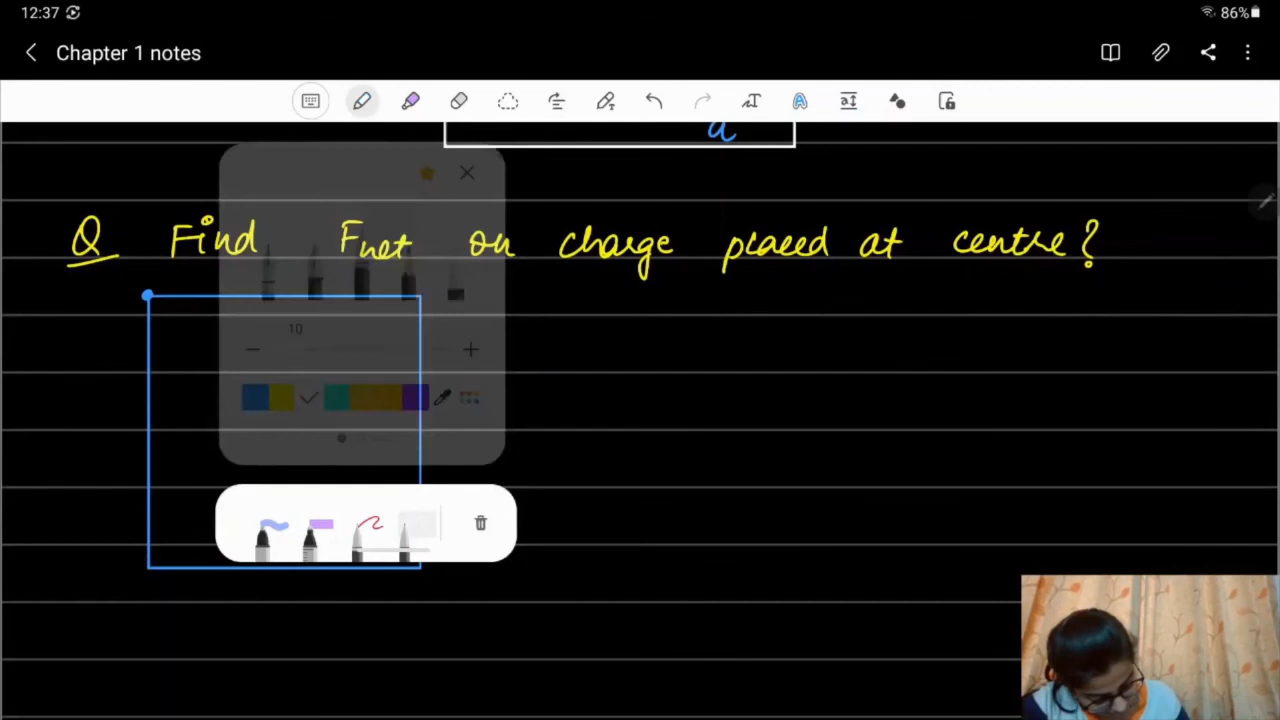 12:37
86%
Chapter 1 notes
a
Q Find Fnet on charge placed at centre?
10